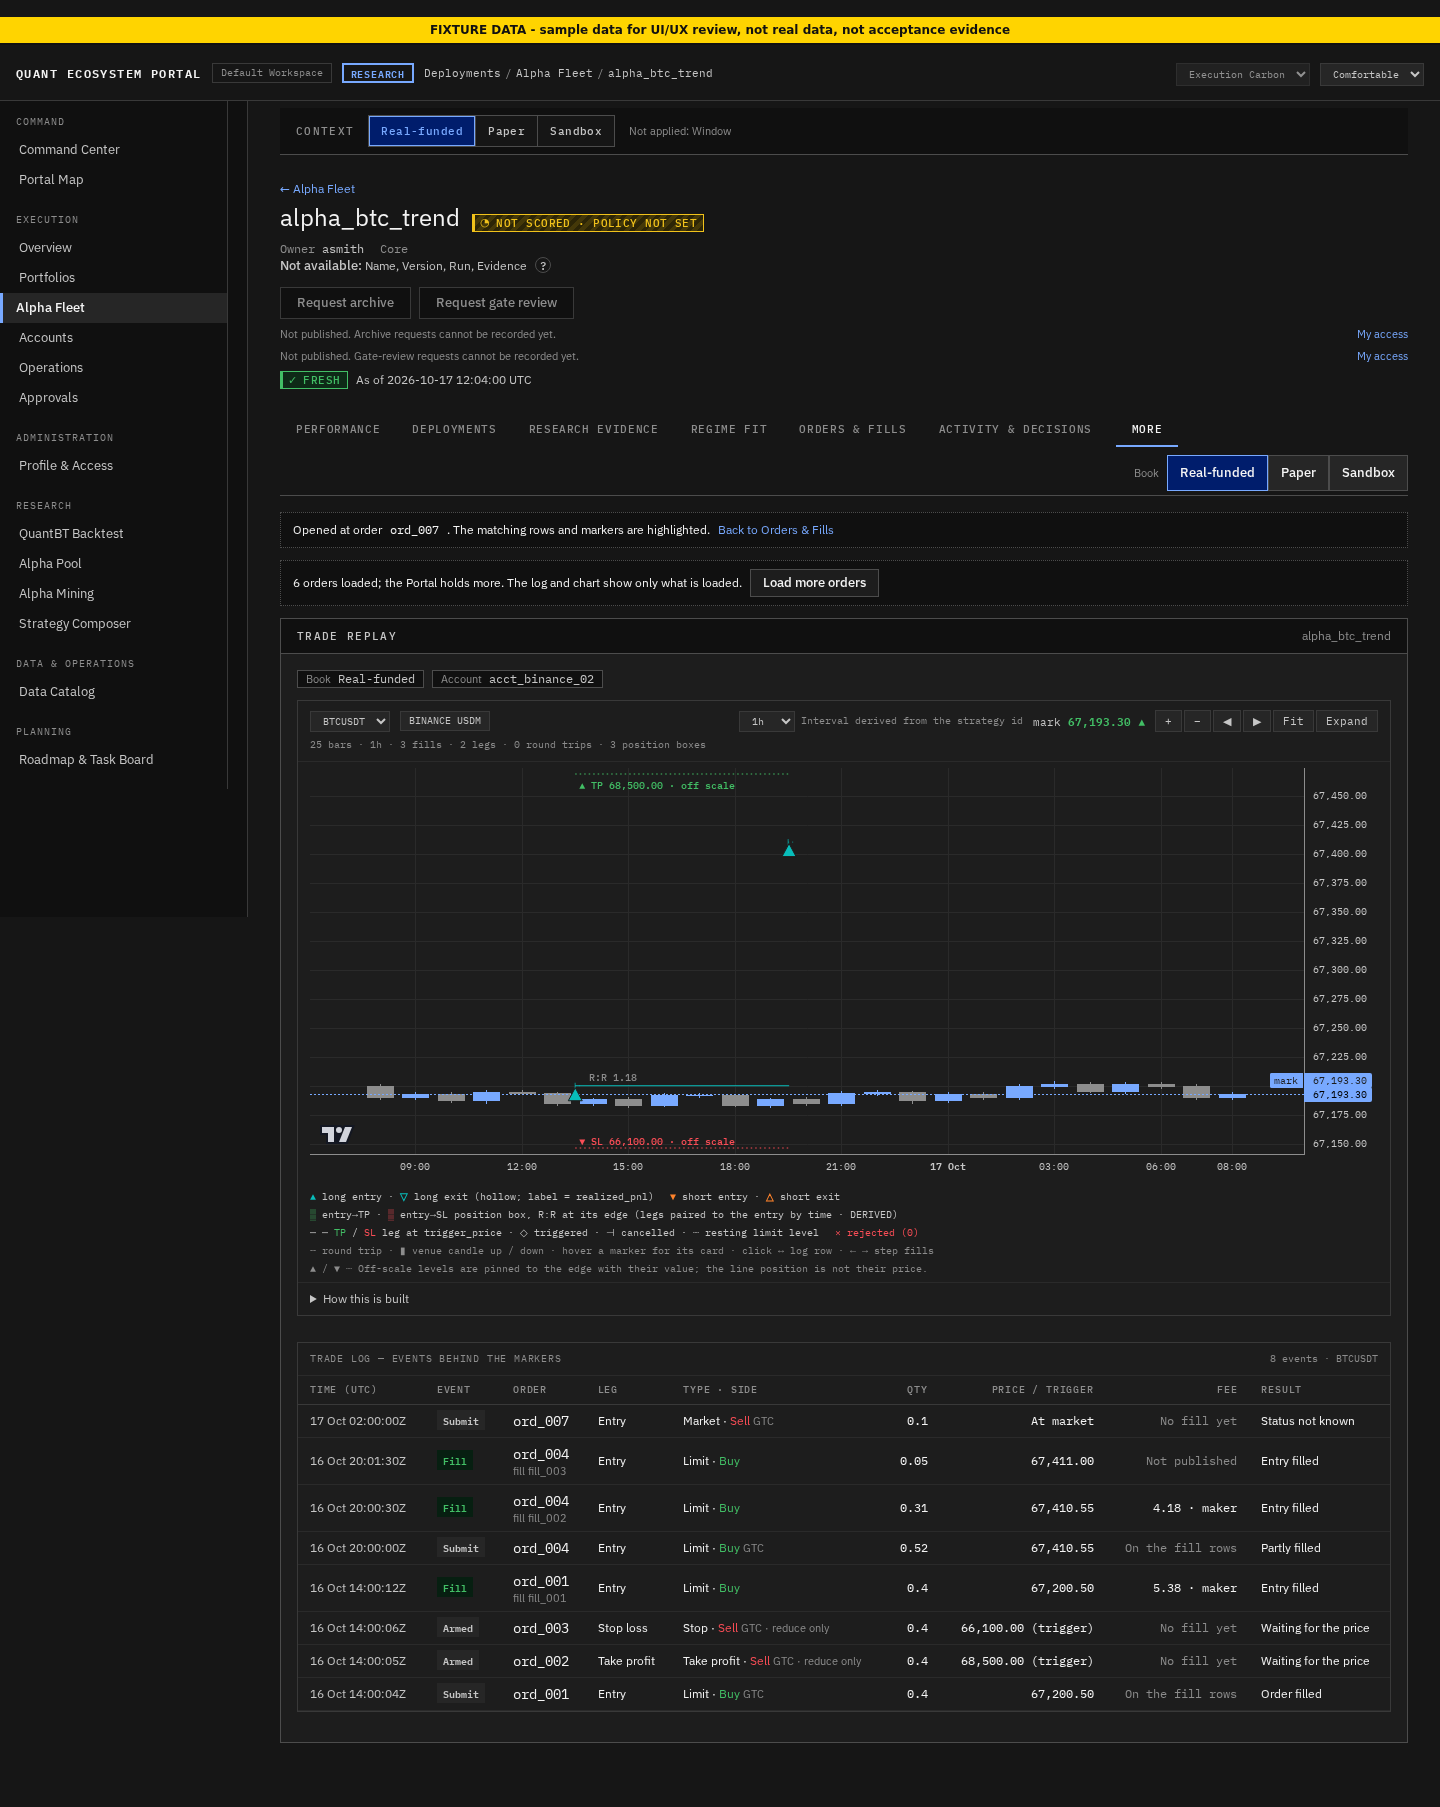 FIXTURE DATA - sample data for UI/UX review, not real data, not acceptance evidence
QUANT ECOSYSTEM PORTAL Default Workspace RESEARCH Deployments / Alpha Fleet / alpha_btc_trend Execution Carbon Comfortable
COMMAND
Command Center
Portal Map
EXECUTION
Overview
Portfolios
Alpha Fleet
Accounts
Operations
Approvals
ADMINISTRATION
Profile & Access
RESEARCH
QuantBT Backtest
Alpha Pool
Alpha Mining
Strategy Composer
DATA & OPERATIONS
Data Catalog
PLANNING
Roadmap & Task Board
CONTEXT Real-funded Paper Sandbox Not applied: Window
← Alpha Fleet
alpha_btc_trend ◔ NOT SCORED · POLICY NOT SET
Owner asmith Core
Not available: Name, Version, Run, Evidence ?
Request archive Request gate review
Not published. Archive requests cannot be recorded yet. My access
Not published. Gate-review requests cannot be recorded yet. My access
✓ FRESH As of 2026-10-17 12:04:00 UTC
PERFORMANCE DEPLOYMENTS RESEARCH EVIDENCE REGIME FIT ORDERS & FILLS ACTIVITY & DECISIONS MORE
Book Real-funded Paper Sandbox
Opened at order ord_007 . The matching rows and markers are highlighted. Back to Orders & Fills
6 orders loaded; the Portal holds more. The log and chart show only what is loaded. Load more orders
TRADE REPLAY alpha_btc_trend
Book Real-funded Account acct_binance_02
BTCUSDT BINANCE USDM 1h Interval derived from the strategy id mark 67,193.30 ▲ + − ◀ ▶ Fit Expand
25 bars · 1h · 3 fills · 2 legs · 0 round trips · 3 position boxes
▲ TP 68,500.00 · off scale
67,450.00
67,425.00
67,400.00
67,375.00
67,350.00
67,325.00
67,300.00
67,275.00
67,250.00
67,225.00
R:R 1.18
mark 67,193.30
67,193.30
67,175.00
▼ SL 66,100.00 · off scale
67,150.00
09:00 12:00 15:00 18:00 21:00 17 Oct 03:00 06:00 08:00
▲ long entry · ▽ long exit (hollow; label = realized_pnl) ▼ short entry · △ short exit
▒ entry→TP · ▒ entry→SL position box, R:R at its edge (legs paired to the entry by time · DERIVED)
— — TP / SL leg at trigger_price · ◇ triggered · ⊣ cancelled · ┄ resting limit level × rejected (0)
─ round trip · ▮ venue candle up / down · hover a marker for its card · click ↔ log row · ← → step fills
▲ / ▼ ┄ Off-scale levels are pinned to the edge with their value; the line position is not their price.
▶ How this is built
TRADE LOG — EVENTS BEHIND THE MARKERS 8 events · BTCUSDT
TIME (UTC) EVENT ORDER LEG TYPE · SIDE QTY PRICE / TRIGGER FEE RESULT
17 Oct 02:00:00Z Submit ord_007 Entry Market · Sell GTC 0.1 At market No fill yet Status not known
16 Oct 20:01:30Z Fill ord_004 fill fill_003 Entry Limit · Buy 0.05 67,411.00 Not published Entry filled
16 Oct 20:00:30Z Fill ord_004 fill fill_002 Entry Limit · Buy 0.31 67,410.55 4.18 · maker Entry filled
16 Oct 20:00:00Z Submit ord_004 Entry Limit · Buy GTC 0.52 67,410.55 On the fill rows Partly filled
16 Oct 14:00:12Z Fill ord_001 fill fill_001 Entry Limit · Buy 0.4 67,200.50 5.38 · maker Entry filled
16 Oct 14:00:06Z Armed ord_003 Stop loss Stop · Sell GTC · reduce only 0.4 66,100.00 (trigger) No fill yet Waiting for the price
16 Oct 14:00:05Z Armed ord_002 Take profit Take profit · Sell GTC · reduce only 0.4 68,500.00 (trigger) No fill yet Waiting for the price
16 Oct 14:00:04Z Submit ord_001 Entry Limit · Buy GTC 0.4 67,200.50 On the fill rows Order filled